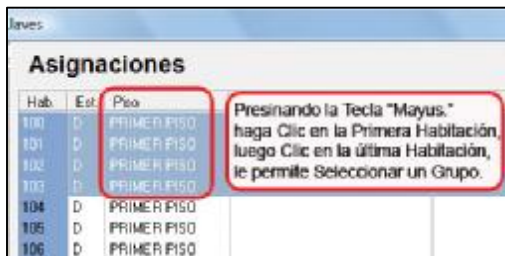 laves
Asignaciones
Hab. Est. Piso
100 D PRIMER PISO
101 D PRIMER PISO
102 D PRIMER PISO
103 D PRIMER PISO
104 D PRIMER PISO
105 D PRIMER PISO
106 D PRIMER PISO
Presinando la Tecla "Mayus."
haga Clic en la Primera Habitación,
luego Clic en la última Habitación,
le permite Seleccionar un Grupo.